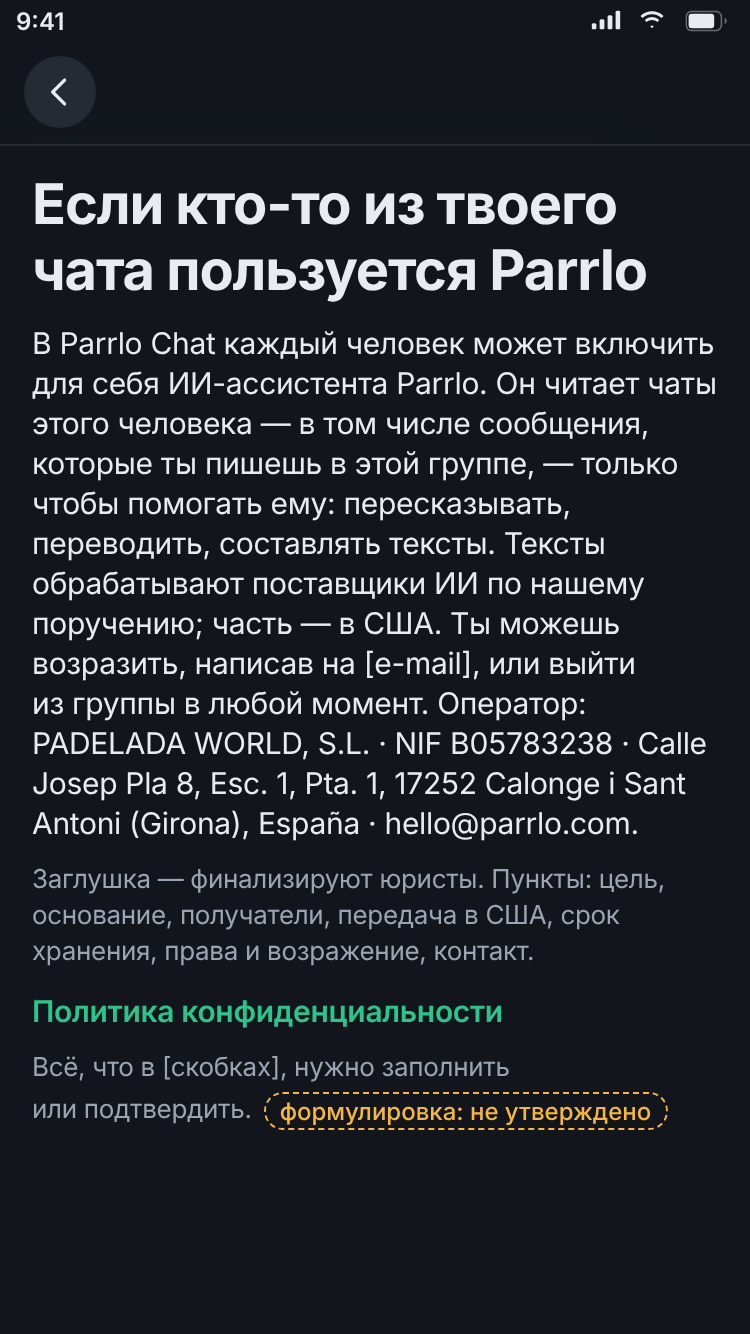 9:41
Если кто-то из твоего
чата пользуется Parrlo
В Parrlo Chat каждый человек может включить
для себя ИИ-ассистента Parrlo. Он читает чаты
этого человека — в том числе сообщения,
которые ты пишешь в этой группе, — только
чтобы помогать ему: пересказывать,
переводить, составлять тексты. Тексты
обрабатывают поставщики ИИ по нашему
поручению; часть — в США. Ты можешь
возразить, написав на [e-mail], или выйти
из группы в любой момент. Оператор:
PADELADA WORLD, S.L. · NIF B05783238 · Calle
Josep Pla 8, Esc. 1, Pta. 1, 17252 Calonge i Sant
Antoni (Girona), España · hello@parrlo.com.
Заглушка — финализируют юристы. Пункты: цель,
основание, получатели, передача в США, срок
хранения, права и возражение, контакт.
Политика конфиденциальности
Всё, что в [скобках], нужно заполнить
или подтвердить. формулировка: не утверждено